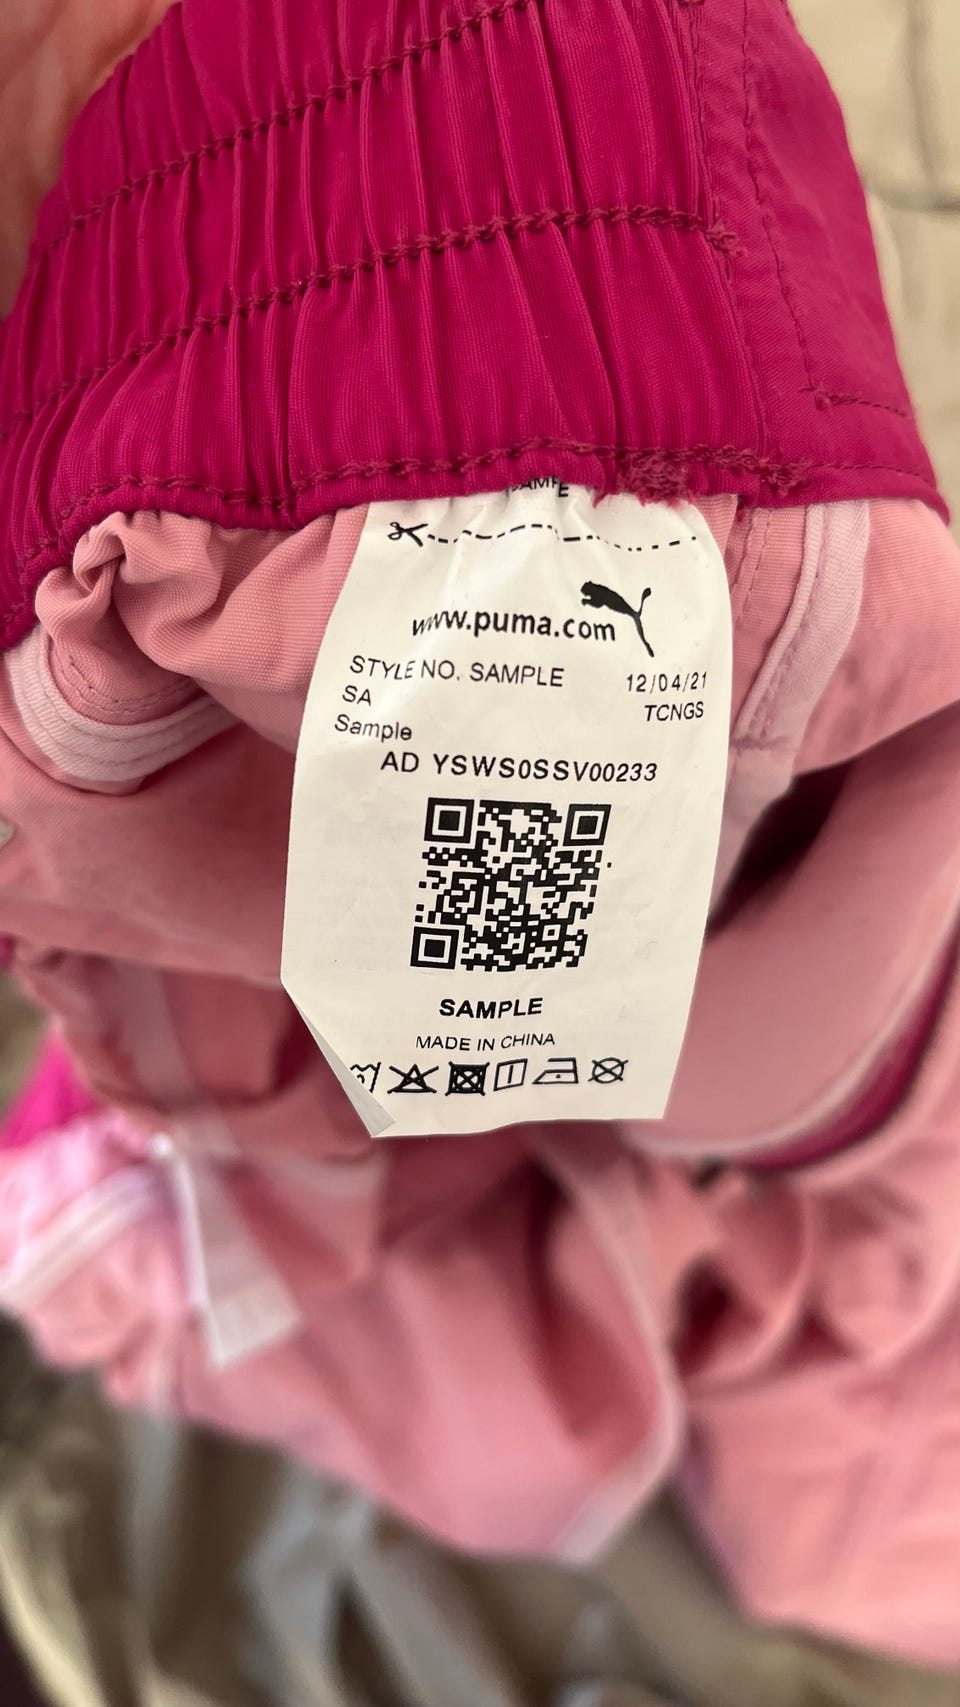 www.puma.com
STYLE NO. SAMPLE 12/04/21
SA TCNGS
Sample
AD YSWS0SSV00233
SAMPLE
MADE IN CHINA